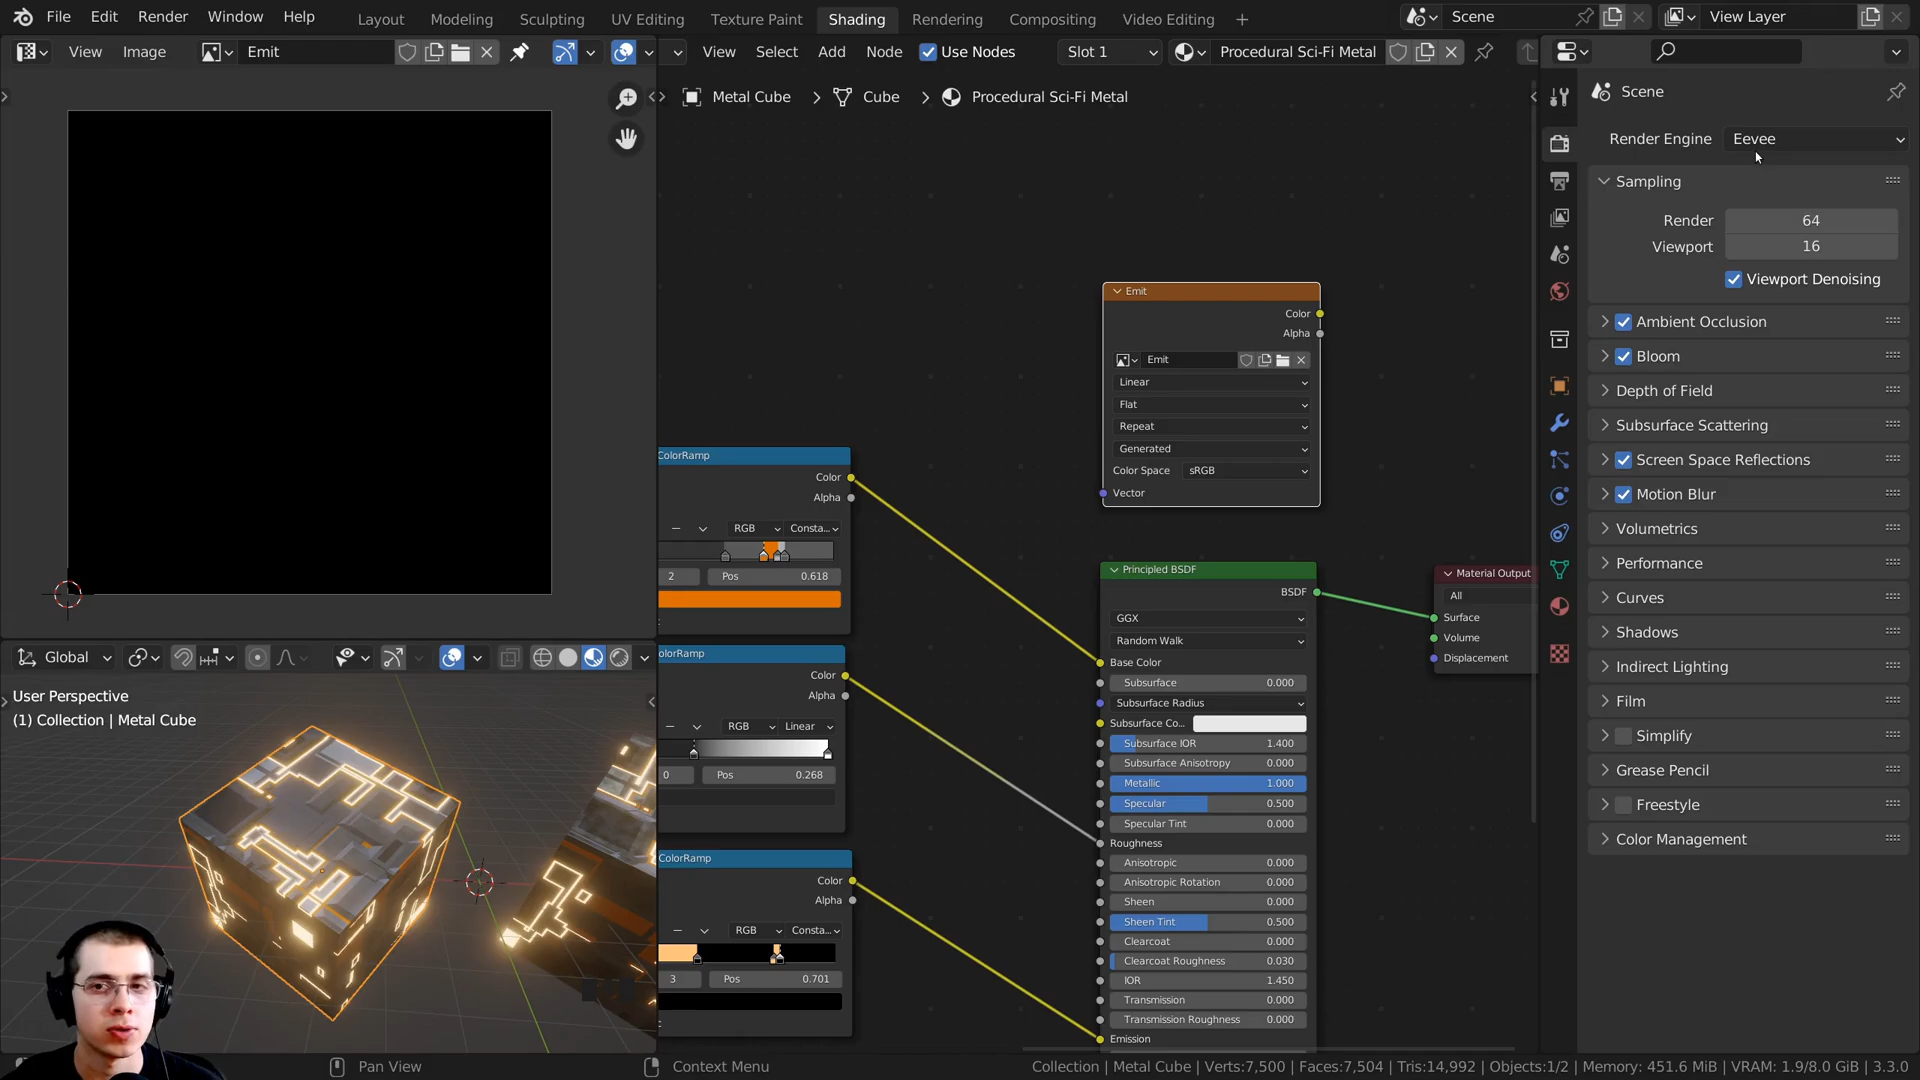 File Edit Render Window Help Layout Modeling Sculpting UV Editing Texture Paint Shading Rendering Compositing Video Editing + Scene View Layer
View Image Emit View Select Add Node Use Nodes Slot 1 Procedural Sci-Fi Metal
Metal Cube > Cube > Procedural Sci-Fi Metal
Scene
Render Engine Eevee
Sampling
Render 64
Viewport 16
Viewport Denoising
Ambient Occlusion
Bloom
Depth of Field
Subsurface Scattering
Screen Space Reflections
Motion Blur
Volumetrics
Performance
Curves
Shadows
Indirect Lighting
Film
Simplify
Grease Pencil
Freestyle
Color Management
Emit
Color
Alpha
Emit
Linear
Flat
Repeat
Generated
Color Space sRGB
Vector
ColorRamp
Color
Alpha
RGB Consta...
2 Pos 0.618
olorRamp
Color
Alpha
RGB Linear
0 Pos 0.268
ColorRamp
Color
Alpha
RGB Consta...
3 Pos 0.701
Principled BSDF
BSDF
GGX
Random Walk
Base Color
Subsurface 0.000
Subsurface Radius
Subsurface Co...
Subsurface IOR 1.400
Subsurface Anisotropy 0.000
Metallic 1.000
Specular 0.500
Specular Tint 0.000
Roughness
Anisotropic 0.000
Anisotropic Rotation 0.000
Sheen 0.000
Sheen Tint 0.500
Clearcoat 0.000
Clearcoat Roughness 0.030
IOR 1.450
Transmission 0.000
Transmission Roughness 0.000
Emission
Material Output
All
Surface
Volume
Displacement
Global
User Perspective
(1) Collection | Metal Cube
Pan View Context Menu Collection | Metal Cube | Verts:7,500 | Faces:7,504 | Tris:14,992 | Objects:1/2 | Memory: 451.6 MiB | VRAM: 1.9/8.0 GiB | 3.3.0